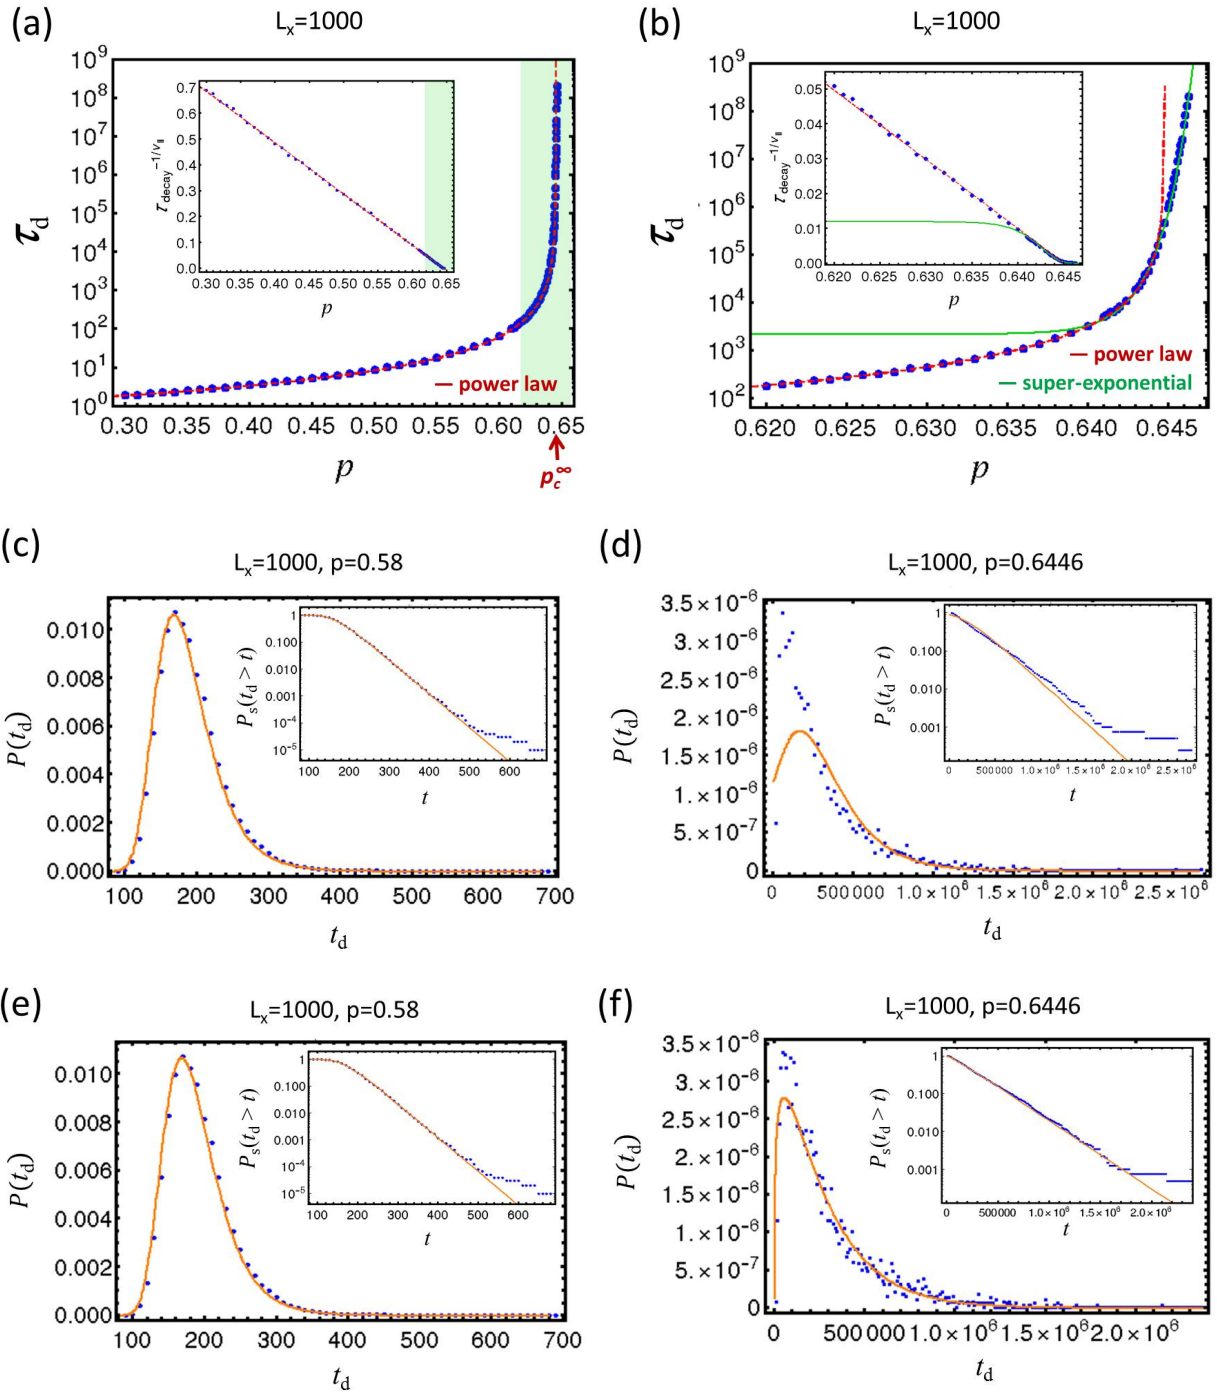 (a)
L_x=1000
10^9
10^8
10^7
10^6
10^5
10^4
10^3
10^2
10^1
10^0
τ_d
0.7
0.6
0.5
0.4
0.3
0.2
0.1
0.0
τ_decay^{-1/ν_∥}
0.30 0.35 0.40 0.45 0.50 0.55 0.60 0.65
p
— power law
0.30 0.35 0.40 0.45 0.50 0.55 0.60 0.65
p
p_c^∞
(b)
L_x=1000
10^9
10^8
10^7
10^6
10^5
10^4
10^3
10^2
τ_d
0.05
0.04
0.03
0.02
0.01
0.00
τ_decay^{-1/ν_∥}
0.620 0.625 0.630 0.635 0.640 0.645
p
— power law
— super-exponential
0.620 0.625 0.630 0.635 0.640 0.645
p
(c)
L_x=1000, p=0.58
0.010
0.008
0.006
0.004
0.002
0.000
P(t_d)
1
0.100
0.010
0.001
10^-4
10^-5
P_s(t_d > t)
100 200 300 400 500 600
t
100 200 300 400 500 600 700
t_d
(d)
L_x=1000, p=0.6446
3.5×10^-6
3.×10^-6
2.5×10^-6
2.×10^-6
1.5×10^-6
1.×10^-6
5.×10^-7
0
P(t_d)
1
0.100
0.010
0.001
P_s(t_d > t)
0 500000 1.0×10^6 1.5×10^6 2.0×10^6 2.5×10^6
t
0 500000 1.0×10^6 1.5×10^6 2.0×10^6 2.5×10^6
t_d
(e)
L_x=1000, p=0.58
0.010
0.008
0.006
0.004
0.002
0.000
P(t_d)
1
0.100
0.010
0.001
10^-4
10^-5
P_s(t_d > t)
100 200 300 400 500 600
t
100 200 300 400 500 600 700
t_d
(f)
L_x=1000, p=0.6446
3.5×10^-6
3.×10^-6
2.5×10^-6
2.×10^-6
1.5×10^-6
1.×10^-6
5.×10^-7
0
P(t_d)
1
0.100
0.010
0.001
P_s(t_d > t)
0 500000 1.0×10^6 1.5×10^6 2.0×10^6
t
0 500000 1.0×10^6 1.5×10^6 2.0×10^6
t_d